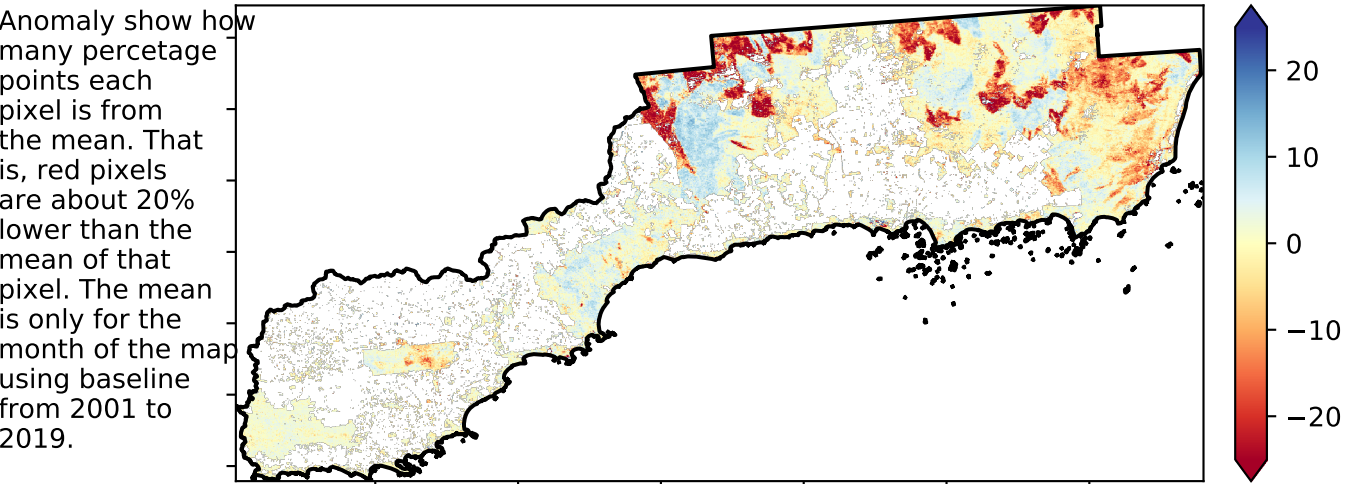 Anomaly show how
many percetage
points each
pixel is from
the mean. That
is, red pixels
are about 20%
lower than the
mean of that
pixel. The mean
is only for the
month of the map
using baseline
from 2001 to
2019.
20
10
0
−10
−20